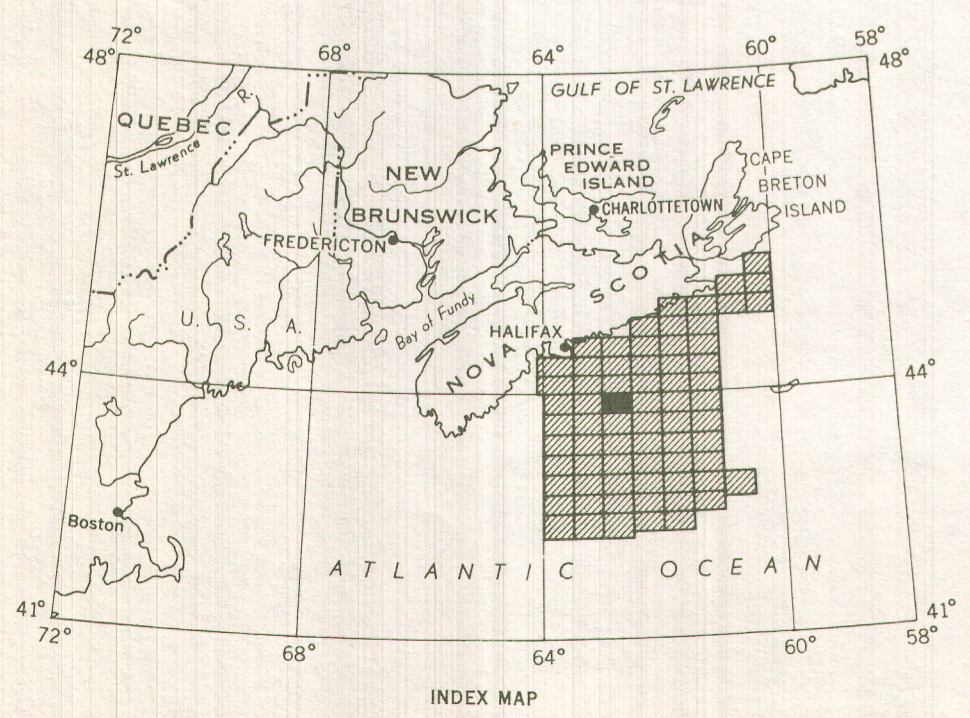 72° 68° 64° 60° 58°
48° 48°
GULF OF ST. LAWRENCE
R.
QUEBEC
St. Lawrence
PRINCE
EDWARD
ISLAND
CAPE
BRETON
ISLAND
NEW
BRUNSWICK
CHARLOTTETOWN
FREDERICTON
NOVA SCOTIA
U. S. A.
Bay of Fundy
HALIFAX
44° 44°
Boston
ATLANTIC OCEAN
41° 41°
72° 68° 64° 60° 58°
INDEX MAP